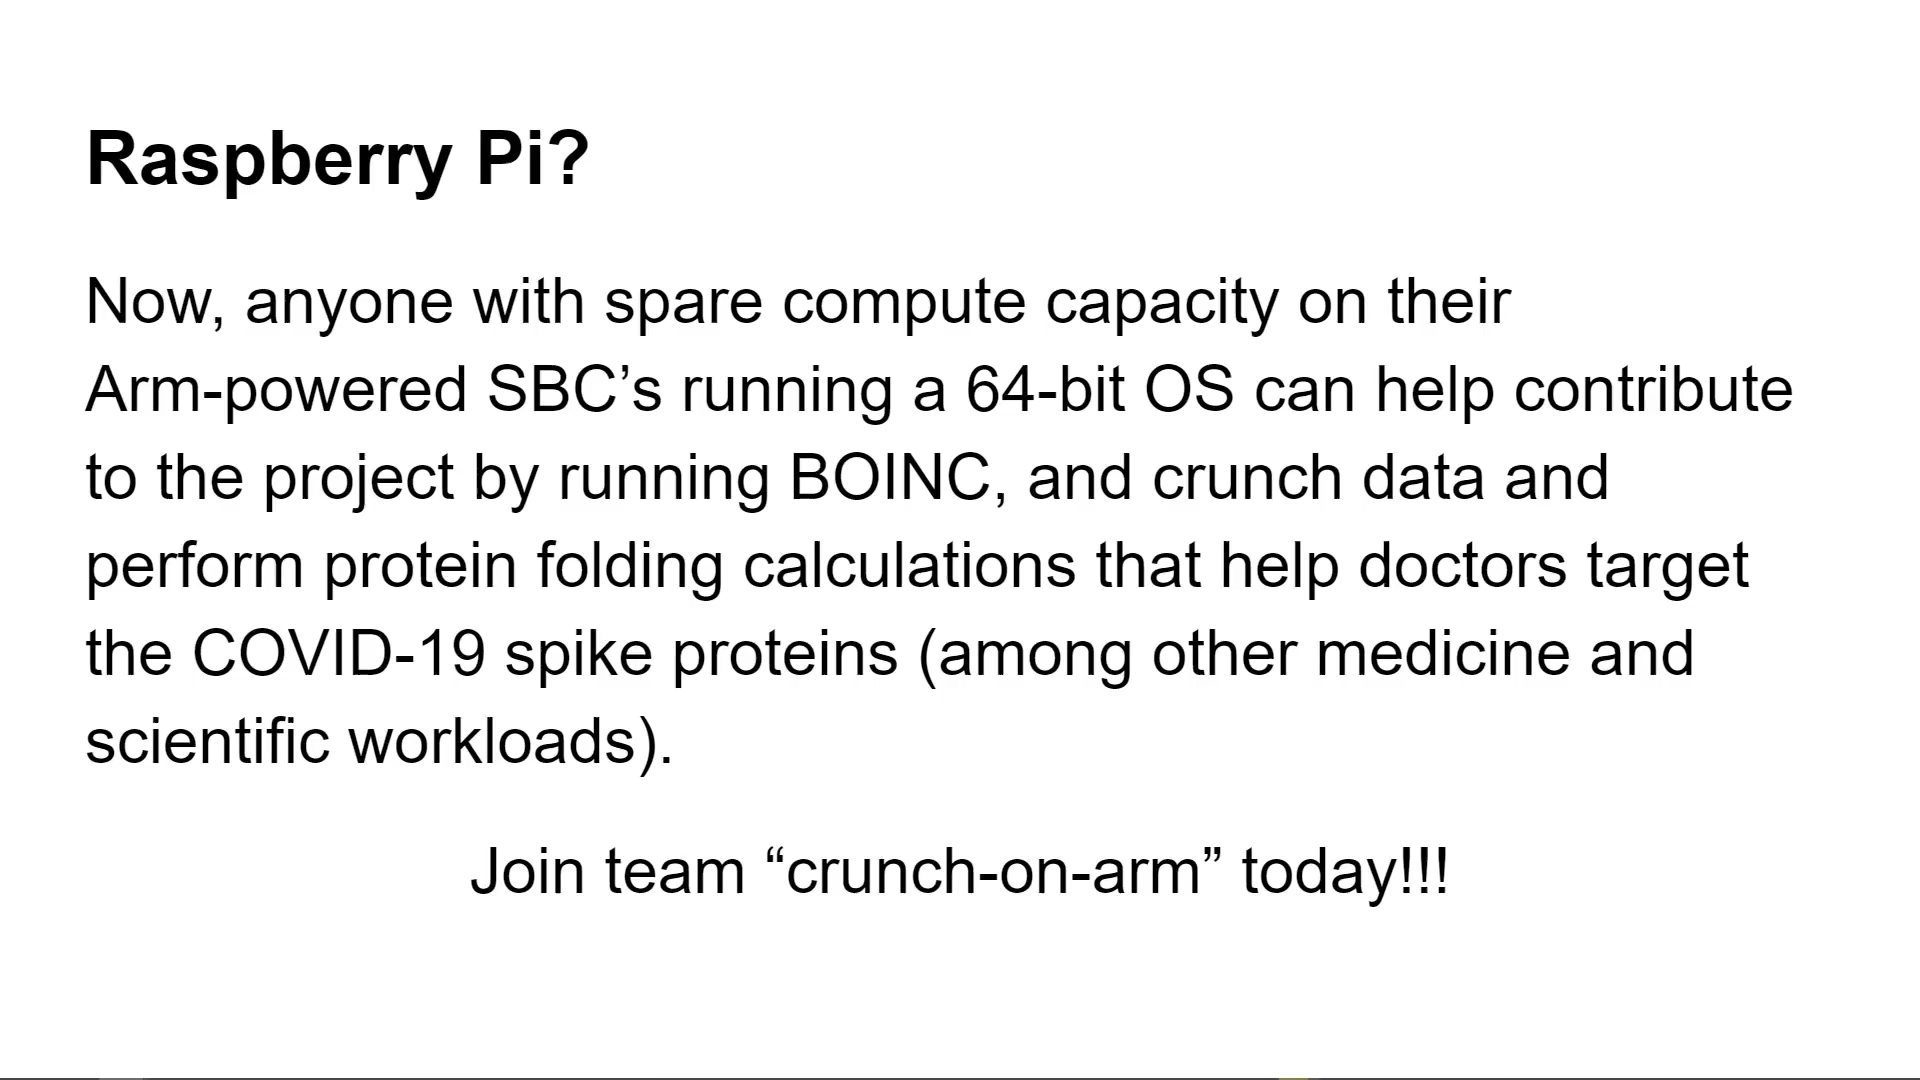 Raspberry Pi?
Now, anyone with spare compute capacity on their
Arm-powered SBC’s running a 64-bit OS can help contribute
to the project by running BOINC, and crunch data and
perform protein folding calculations that help doctors target
the COVID-19 spike proteins (among other medicine and
scientific workloads).
Join team “crunch-on-arm” today!!!